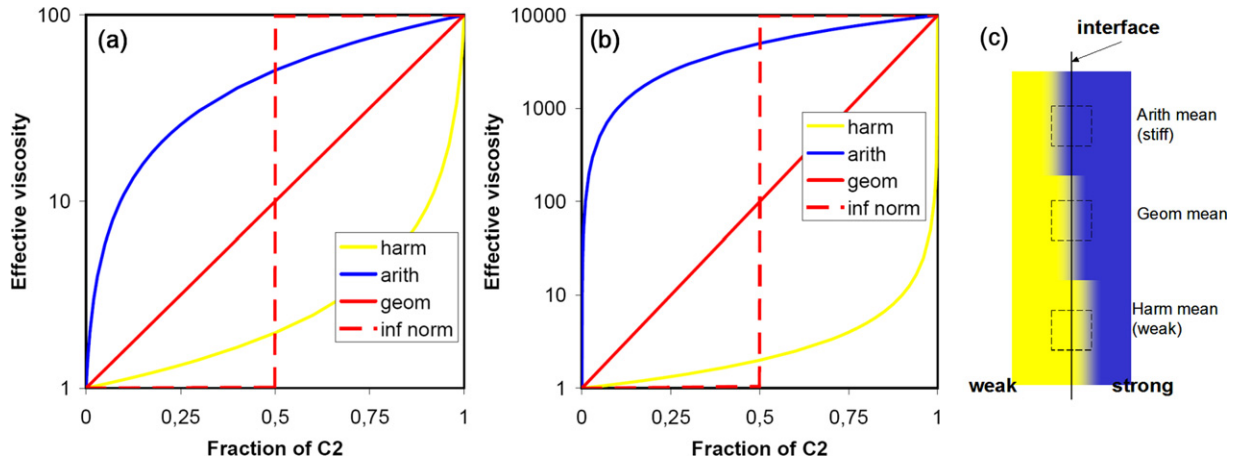 (a)
Effective viscosity
100
10
1
harm
arith
geom
inf norm
0
0,25
0,5
0,75
1
Fraction of C2
(b)
Effective viscosity
10000
1000
100
10
1
harm
arith
geom
inf norm
0
0,25
0,5
0,75
1
Fraction of C2
(c)
interface
Arith mean
(stiff)
Geom mean
Harm mean
(weak)
weak
strong